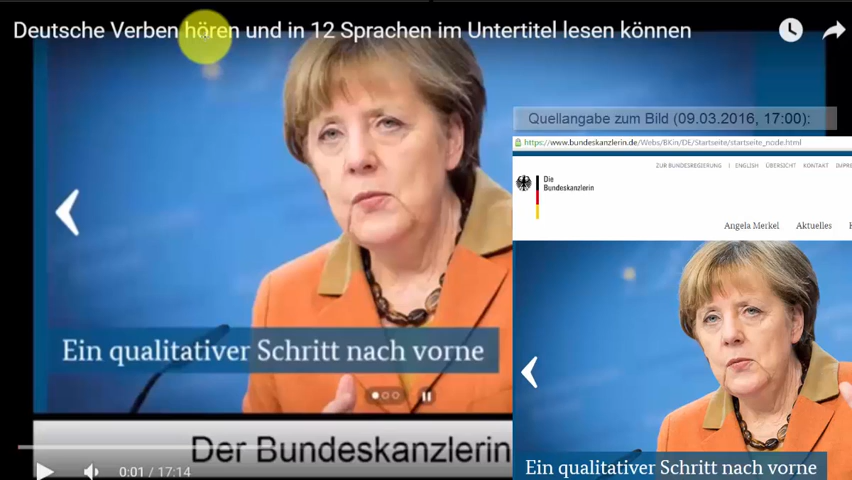 Deutsche Verben hören und in 12 Sprachen im Untertitel lesen können
Quellangabe zum Bild (09.03.2016, 17:00):
https://www.bundeskanzlerin.de/Webs/BKin/DE/Startseite/startseite_node.html
ZUR BUNDESREGIERUNG | ENGLISH ÜBERSICHT KONTAKT IMPRE
Die
Bundeskanzlerin
Angela Merkel Aktuelles
Ein qualitativer Schritt nach vorne
Der Bundeskanzlerin
Ein qualitativer Schritt nach vorne
0:01 / 17:14